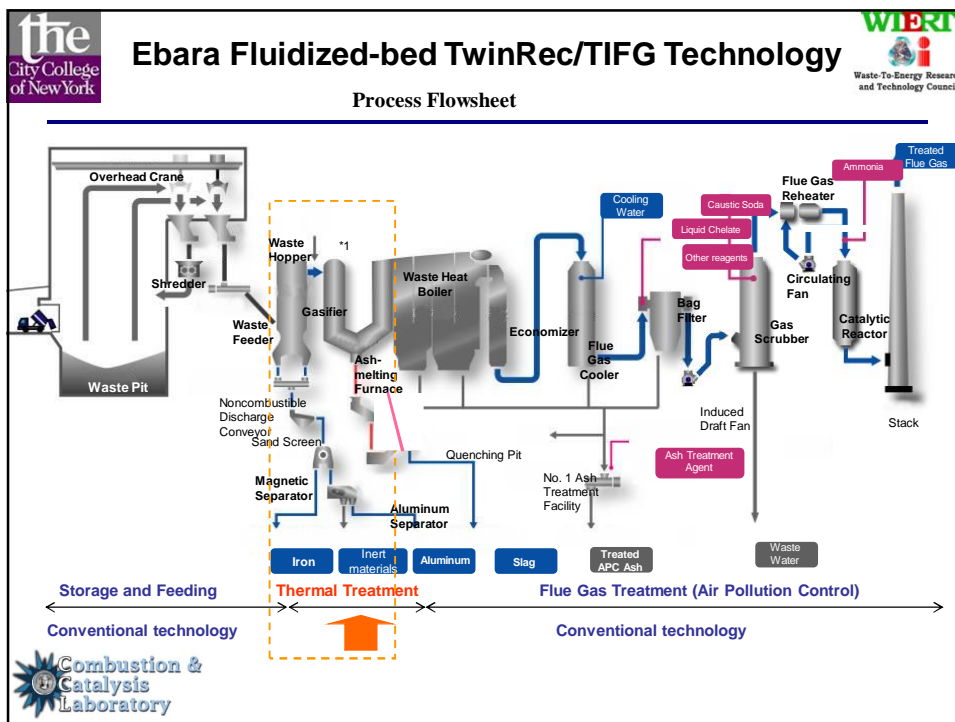 the
City College
of New York
Ebara Fluidized-bed TwinRec/TIFG Technology
Process Flowsheet
WTERT
Waste-To-Energy Research
and Technology Council
Treated
Flue Gas
Overhead Crane
Ammonia
Flue Gas
Reheater
Cooling
Water
Caustic Soda
Liquid Chelate
Other reagents
Waste
Hopper
*1
Shredder
Waste Heat
Boiler
Gasifier
Circulating
Fan
Bag
Filter
Waste
Feeder
Economizer
Flue
Gas
Cooler
Gas
Scrubber
Catalytic
Reactor
Ash-
melting
Furnace
Waste Pit
Noncombustible
Discharge
Conveyor
Sand Screen
Induced
Draft Fan
Stack
Quenching Pit
Ash Treatment
Agent
Magnetic
Separator
No. 1 Ash
Treatment
Facility
Aluminum
Separator
Iron
Inert
materials
Aluminum
Slag
Treated
APC Ash
Waste
Water
Storage and Feeding
Thermal Treatment
Flue Gas Treatment (Air Pollution Control)
Conventional technology
Conventional technology
Combustion &
Catalysis
Laboratory